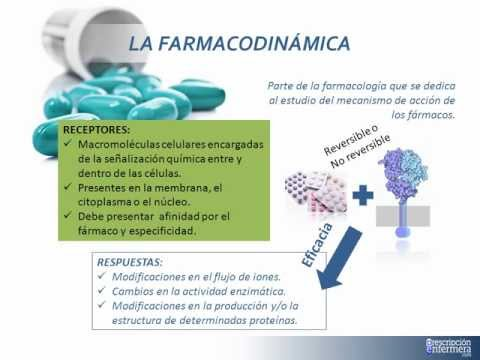 LA FARMACODINÁMICA
Parte de la farmacología que se dedica
al estudio del mecanismo de acción de
los fármacos.
RECEPTORES:
✓ Macromoléculas celulares encargadas
de la señalización química entre y
dentro de las células.
✓ Presentes en la membrana, el
citoplasma o el núcleo.
✓ Debe presentar afinidad por el
fármaco y especificidad.
Reversible o
No reversible
Eficacia
RESPUESTAS:
✓ Modificaciones en el flujo de iones.
✓ Cambios en la actividad enzimática.
✓ Modificaciones en la producción y/o la
estructura de determinadas proteínas.
prescripción
enfermera
.com